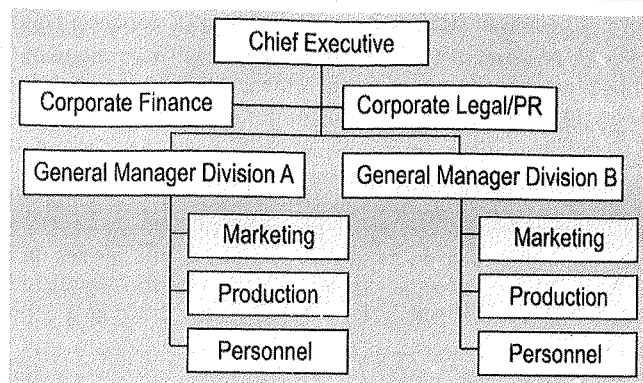 Chief Executive
Corporate Finance
Corporate Legal/PR
General Manager Division A
General Manager Division B
Marketing
Marketing
Production
Production
Personnel
Personnel